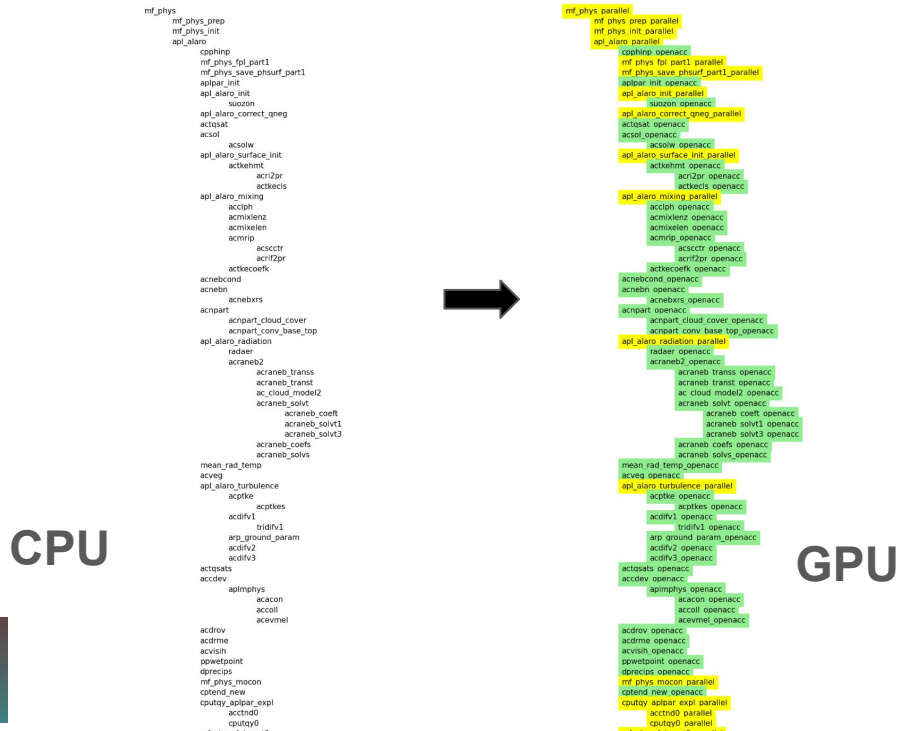 mf_phys
mf_phys_prep
mf_phys_init
apl_alaro
cpphinp
mf_phys_fpl_part1
mf_phys_save_phsurf_part1
aplpar_init
apl_alaro_init
suozon
apl_alaro_correct_qneg
actqsat
acsol
acsolw
apl_alaro_surface_init
actkehmt
acri2pr
actkecls
apl_alaro_mixing
acclph
acmixlenz
acmixelen
acmrip
acscctr
acrif2pr
actkecoefk
acnebcond
acnebn
acnebxrs
acnpart
acnpart_cloud_cover
acnpart_conv_base_top
apl_alaro_radiation
radaer
acraneb2
acraneb_transs
acraneb_transt
ac_cloud_model2
acraneb_solvt
acraneb_coeft
acraneb_solvt1
acraneb_solvt3
acraneb_coefs
acraneb_solvs
mean_rad_temp
acveg
apl_alaro_turbulence
acptke
acptkes
acdifv1
tridifv1
arp_ground_param
acdifv2
acdifv3
actqsats
accdev
aplmphys
acacon
accoll
acevmel
acdrov
acdrme
acvisih
ppwetpoint
dprecips
mf_phys_mocon
cptend_new
cputqy_aplpar_expl
acctnd0
cputqy0
CPU
mf_phys_parallel
mf_phys_prep_parallel
mf_phys_init_parallel
apl_alaro_parallel
cpphinp_openacc
mf_phys_fpl_part1_parallel
mf_phys_save_phsurf_part1_parallel
aplpar_init_openacc
apl_alaro_init_parallel
suozon_openacc
apl_alaro_correct_qneg_parallel
actqsat_openacc
acsol_openacc
acsolw_openacc
apl_alaro_surface_init_parallel
actkehmt_openacc
acri2pr_openacc
actkecls_openacc
apl_alaro_mixing_parallel
acclph_openacc
acmixlenz_openacc
acmixelen_openacc
acmrip_openacc
acscctr_openacc
acrif2pr_openacc
actkecoefk_openacc
acnebcond_openacc
acnebn_openacc
acnebxrs_openacc
acnpart_openacc
acnpart_cloud_cover_openacc
acnpart_conv_base_top_openacc
apl_alaro_radiation_parallel
radaer_openacc
acraneb2_openacc
acraneb_transs_openacc
acraneb_transt_openacc
ac_cloud_model2_openacc
acraneb_solvt_openacc
acraneb_coeft_openacc
acraneb_solvt1_openacc
acraneb_solvt3_openacc
acraneb_coefs_openacc
acraneb_solvs_openacc
mean_rad_temp_openacc
acveg_openacc
apl_alaro_turbulence_parallel
acptke_openacc
acptkes_openacc
acdifv1_openacc
tridifv1_openacc
arp_ground_param_openacc
acdifv2_openacc
acdifv3_openacc
actqsats_openacc
accdev_openacc
aplmphys_openacc
acacon_openacc
accoll_openacc
acevmel_openacc
acdrov_openacc
acdrme_openacc
acvisih_openacc
ppwetpoint_openacc
dprecips_openacc
mf_phys_mocon_parallel
cptend_new_openacc
cputqy_aplpar_expl_parallel
acctnd0_parallel
cputqy0_parallel
GPU